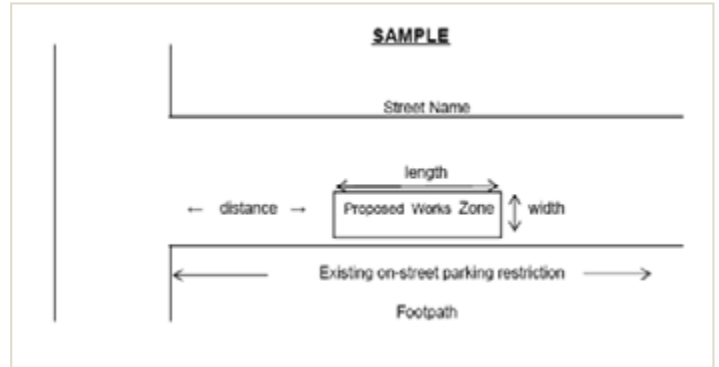 SAMPLE
Street Name
length
← distance → Proposed Works Zone width
Existing on-street parking restriction
Footpath